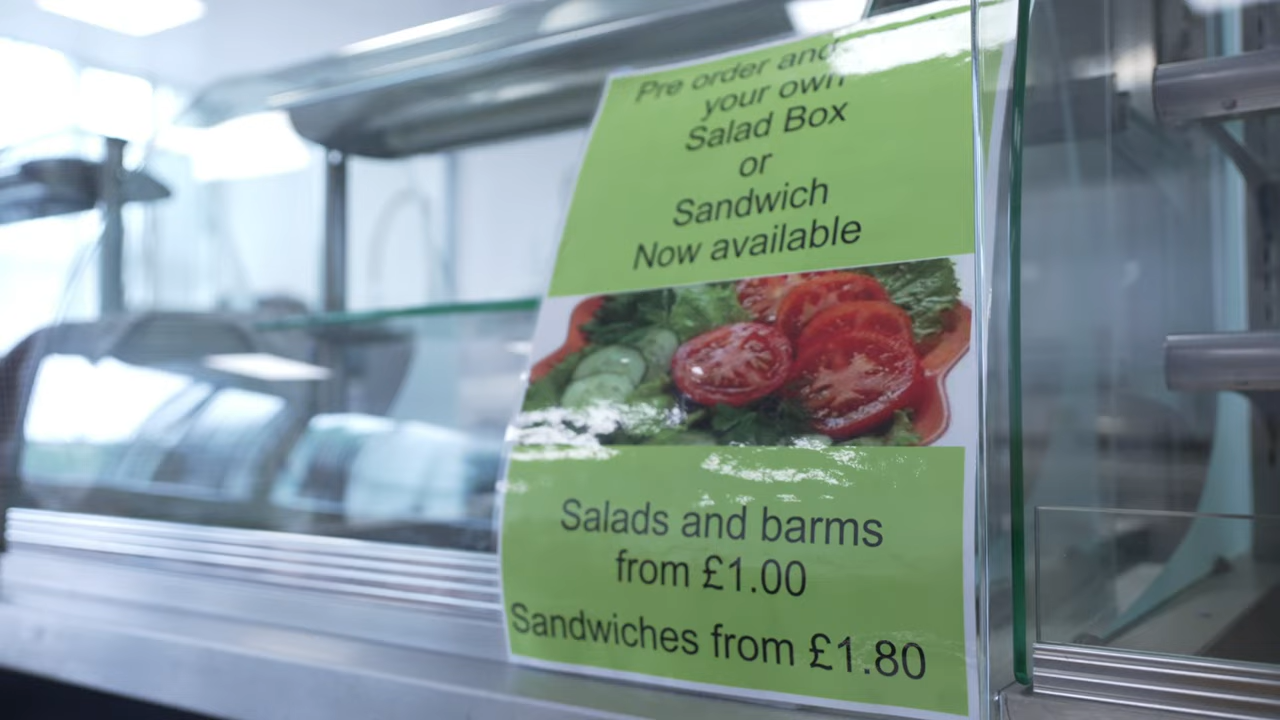 Pre order and
your own
Salad Box
or
Sandwich
Now available
Salads and barms
from £1.00
Sandwiches from £1.80